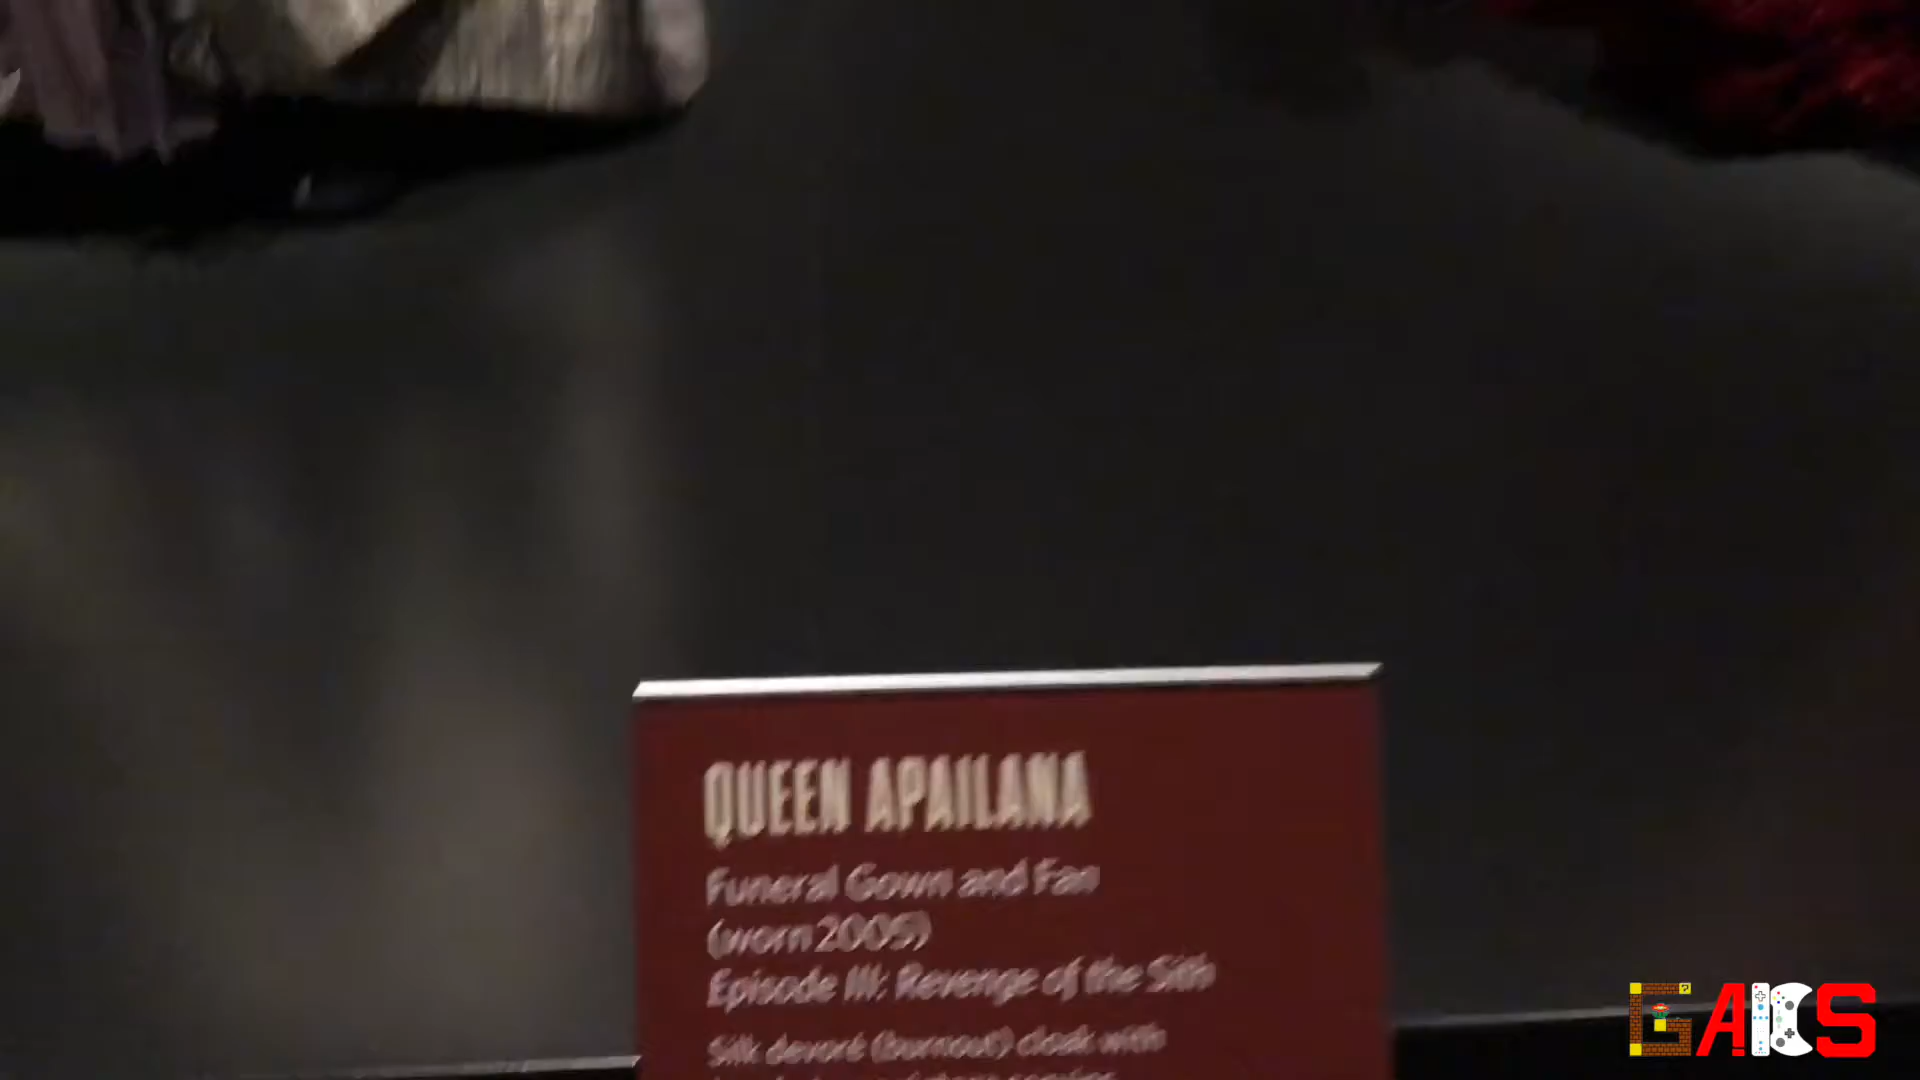 QUEEN APAILANA
Funeral Gown and Fan
(worn 2005)
Episode III: Revenge of the Sith
Silk devoré (burnout) cloak with
GAICS